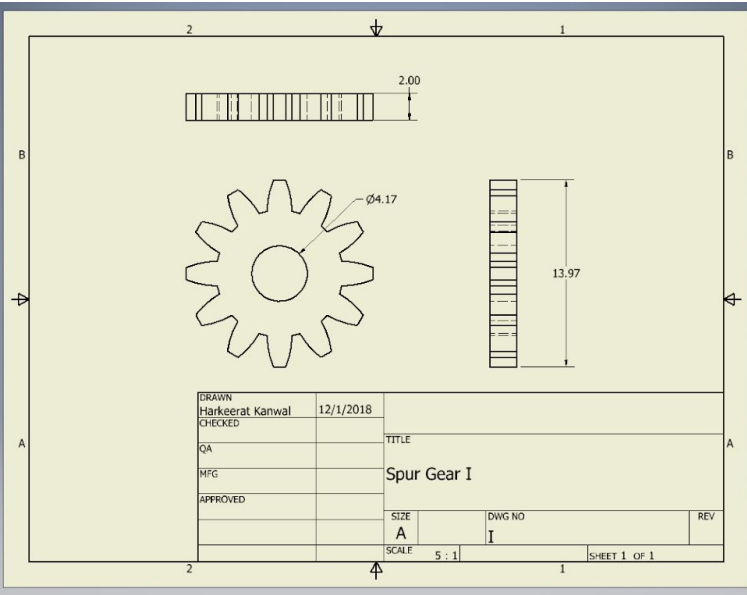 2
1
2.00
B
B
Ø4.17
13.97
DRAWN
Harkeerat Kanwal
12/1/2018
CHECKED
A
TITLE
A
QA
MFG
Spur Gear I
APPROVED
SIZE
DWG NO
REV
A
I
SCALE
5 : 1
SHEET 1 OF 1
2
1